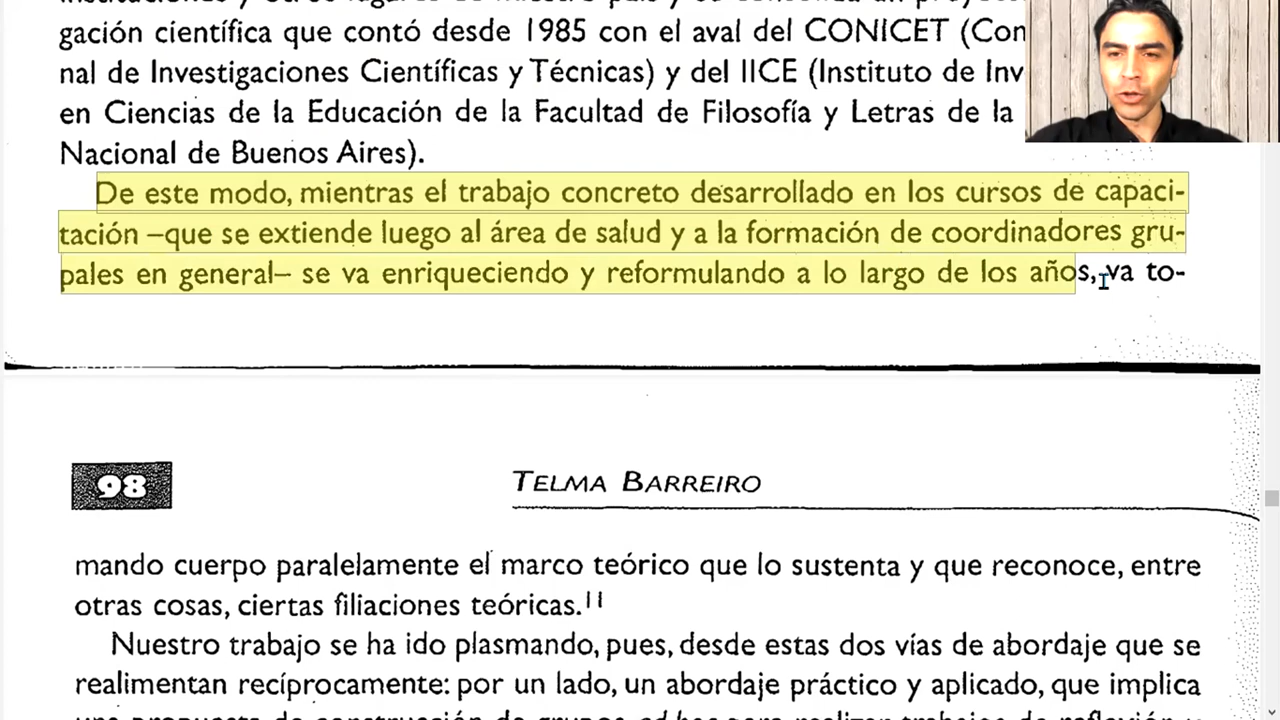 gación científica que contó desde 1985 con el aval del CONICET (Con
nal de Investigaciones Científicas y Técnicas) y del IICE (Instituto de Inv
en Ciencias de la Educación de la Facultad de Filosofía y Letras de la
Nacional de Buenos Aires).
De este modo, mientras el trabajo concreto desarrollado en los cursos de capaci-
tación –que se extiende luego al área de salud y a la formación de coordinadores gru-
pales en general– se va enriqueciendo y reformulando a lo largo de los años, va to-
98
TELMA BARREIRO
mando cuerpo paralelamente el marco teórico que lo sustenta y que reconoce, entre
otras cosas, ciertas filiaciones teóricas.11
Nuestro trabajo se ha ido plasmando, pues, desde estas dos vías de abordaje que se
realimentan recíprocamente: por un lado, un abordaje práctico y aplicado, que implica